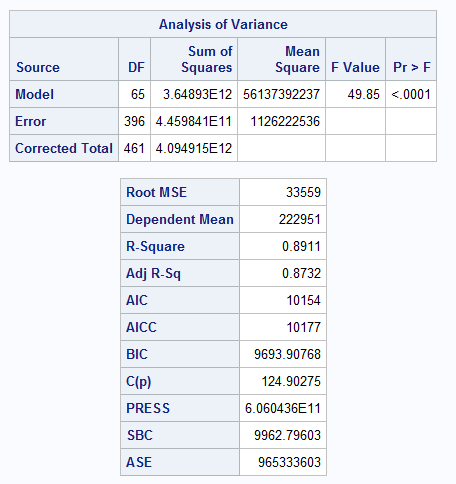 Analysis of Variance
Source DF Sum of Squares Mean Square F Value Pr > F
Model 65 3.64893E12 56137392237 49.85 <.0001
Error 396 4.459841E11 1126222536
Corrected Total 461 4.094915E12
Root MSE 33559
Dependent Mean 222951
R-Square 0.8911
Adj R-Sq 0.8732
AIC 10154
AICC 10177
BIC 9693.90768
C(p) 124.90275
PRESS 6.060436E11
SBC 9962.79603
ASE 965333603